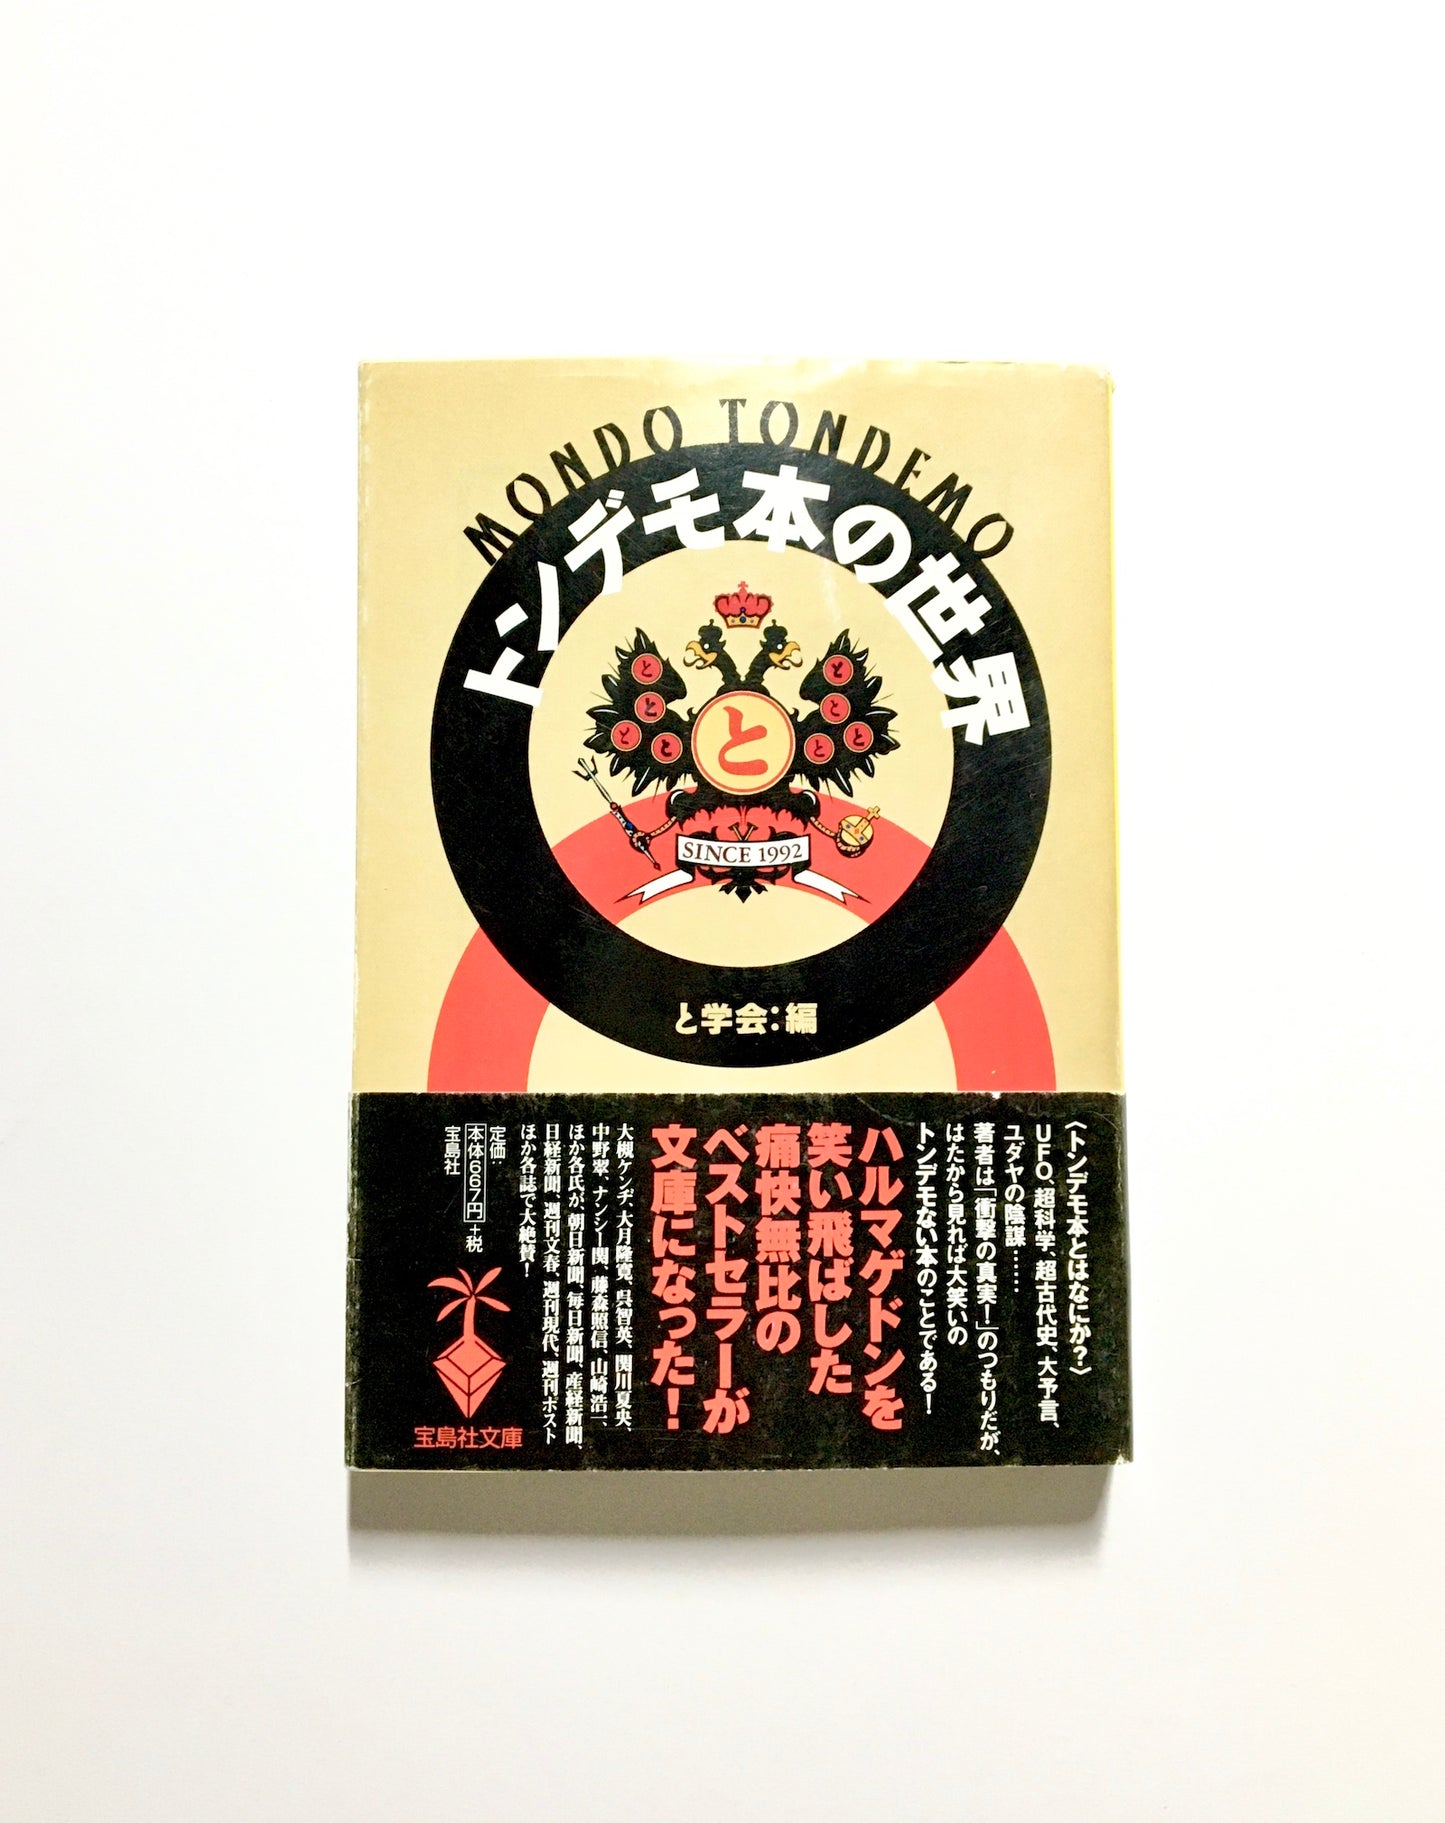 MONDO TONDEMO
トンデモ本の世界
と
と
と
と
と
と
と
と
と
SINCE 1992
と学会:編
〈トンデモ本とはなにか?〉
UFO、超科学、超古代史、大予言、
ユダヤの陰謀……
著者は「衝撃の真実!」のつもりだが、
はたから見れば大笑いの
トンデモない本のことである!
ハルマゲドンを
笑い飛ばした
痛快無比の
ベストセラーが
文庫になった!
大槻ケンヂ、大月隆寛、呉智英、関川夏央、
中野翠、ナンシー関、藤森照信、山崎浩一、
ほか各氏が、朝日新聞、毎日新聞、産経新聞、
日経新聞、週刊文春、週刊現代、週刊ポスト
ほか各誌で大絶賛!
定価:
本体667円+税
宝島社
宝島社文庫